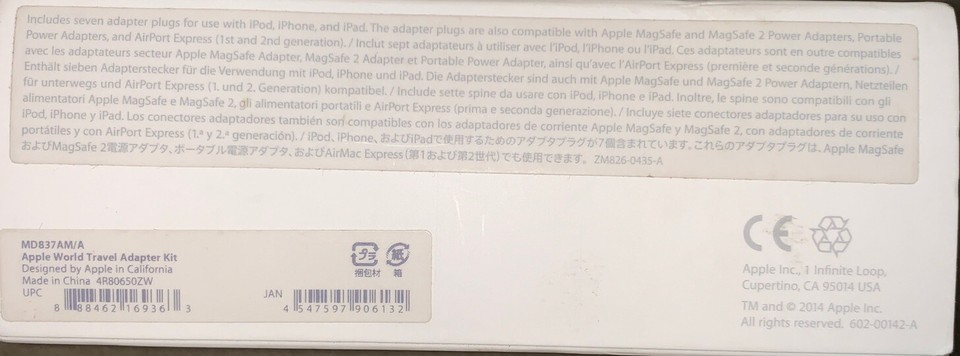 Includes seven adapter plugs for use with iPod, iPhone, and iPad. The adapter plugs are also compatible with Apple MagSafe and MagSafe 2 Power Adapters, Portable
Power Adapters, and AirPort Express (1st and 2nd generation). / Inclut sept adaptateurs à utiliser avec l'iPod, l'iPhone ou l'iPad. Ces adaptateurs sont en outre compatibles
avec les adaptateurs secteur Apple MagSafe Adapter, MagSafe 2 Adapter et Portable Power Adapter, ainsi qu'avec l'AirPort Express (première et seconde générations). /
Enthält sieben Adapterstecker für die Verwendung mit iPod, iPhone und iPad. Die Adapterstecker sind auch mit Apple MagSafe und MagSafe 2 Power Adaptern, Netzteilen
für unterwegs und AirPort Express (1. und 2. Generation) kompatibel. / Include sette spine da usare con iPod, iPhone e iPad. Inoltre, le spine sono compatibili con gli
alimentatori Apple MagSafe e MagSafe 2, gli alimentatori portatili e AirPort Express (prima e seconda generazione). / Incluye siete conectores adaptadores para su uso con
iPod, iPhone y iPad. Los conectores adaptadores también son compatibles con los adaptadores de corriente Apple MagSafe y MagSafe 2, con adaptadores de corriente
portátiles y con AirPort Express (1.ª y 2.ª generación). / iPod、iPhone、およびiPadで使用するためのアダプタプラグが7個含まれています。これらのアダプタプラグは、Apple MagSafe
およびMagSafe 2電源アダプタ、ポータブル電源アダプタ、およびAirMac Express（第1および第2世代）でも使用できます。 ZM826-0435-A
MD837AM/A
Apple World Travel Adapter Kit
Designed by Apple in California
Made in China 4R80650ZW
UPC
8 88462 16936 3
JAN
4 547597 906132
プラ
梱包材
紙
箱
CE
Apple Inc., 1 Infinite Loop,
Cupertino, CA 95014 USA
TM and © 2014 Apple Inc.
All rights reserved. 602-00142-A